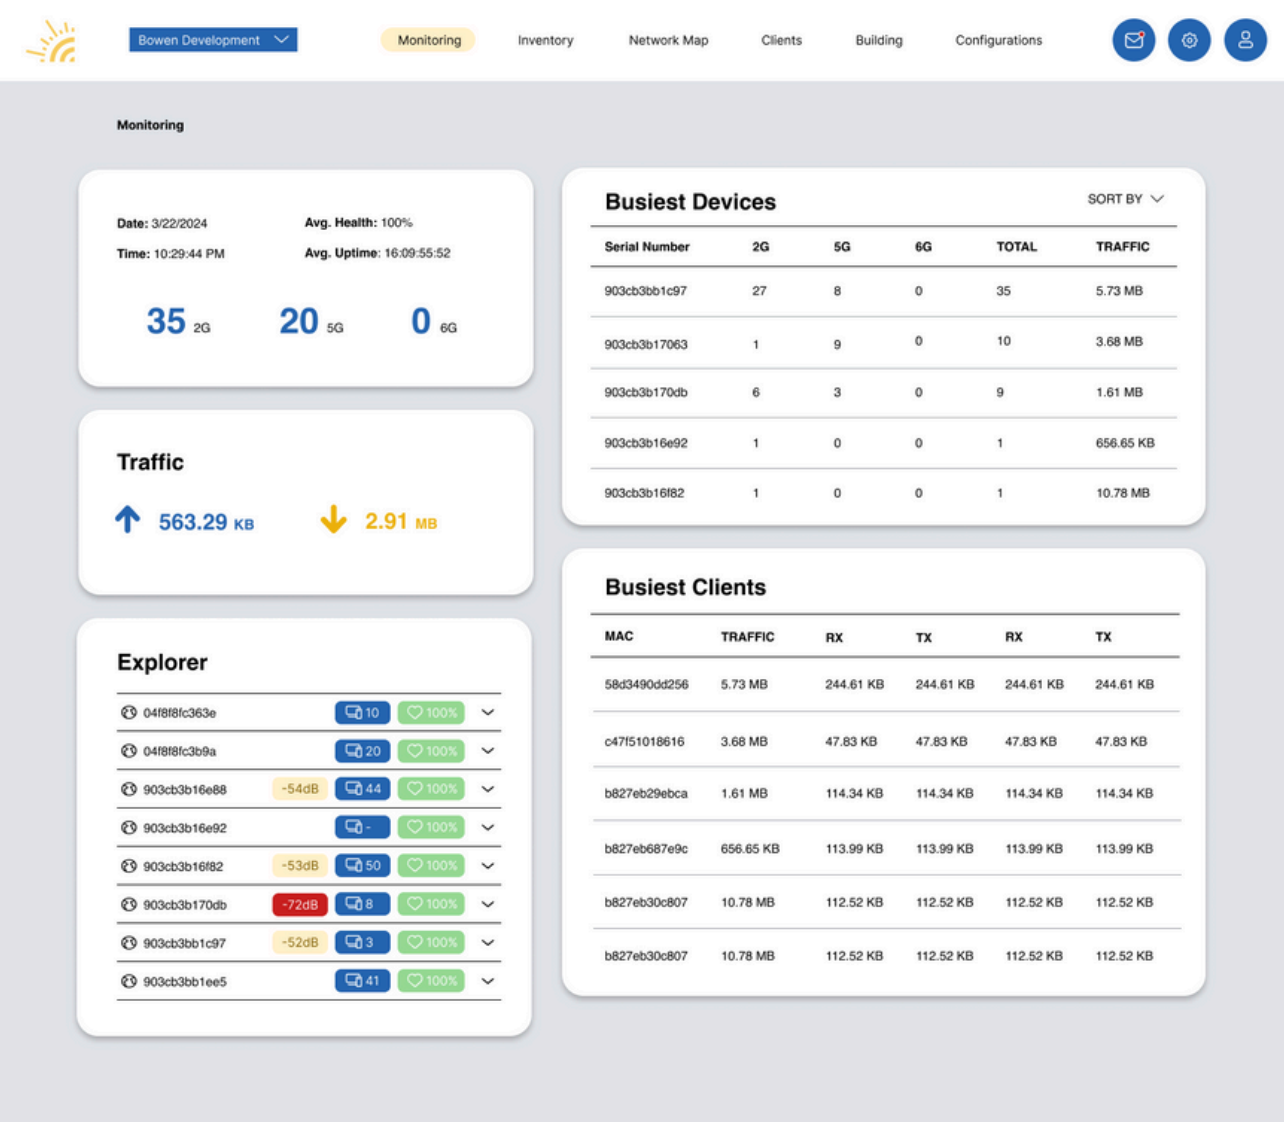 Bowen Development
Monitoring
Inventory
Network Map
Clients
Building
Configurations
Monitoring
Date: 3/22/2024
Avg. Health: 100%
Time: 10:29:44 PM
Avg. Uptime: 16:09:55:52
35 2G
20 5G
0 6G
Traffic
563.29 KB
2.91 MB
Explorer
04f8f8fc363e 10 100%
04f8f8fc3b9a 20 100%
903cb3b16e88 -54dB 44 100%
903cb3b16e92 - 100%
903cb3b16f82 -53dB 50 100%
903cb3b170db -72dB 8 100%
903cb3bb1c97 -52dB 3 100%
903cb3bb1ee5 41 100%
Busiest Devices
SORT BY
Serial Number 2G 5G 6G TOTAL TRAFFIC
903cb3bb1c97 27 8 0 35 5.73 MB
903cb3b17063 1 9 0 10 3.68 MB
903cb3b170db 6 3 0 9 1.61 MB
903cb3b16e92 1 0 0 1 656.65 KB
903cb3b16f82 1 0 0 1 10.78 MB
Busiest Clients
MAC TRAFFIC RX TX RX TX
58d3490dd256 5.73 MB 244.61 KB 244.61 KB 244.61 KB 244.61 KB
c47f51018616 3.68 MB 47.83 KB 47.83 KB 47.83 KB 47.83 KB
b827eb29ebca 1.61 MB 114.34 KB 114.34 KB 114.34 KB 114.34 KB
b827eb687e9c 656.65 KB 113.99 KB 113.99 KB 113.99 KB 113.99 KB
b827eb30c807 10.78 MB 112.52 KB 112.52 KB 112.52 KB 112.52 KB
b827eb30c807 10.78 MB 112.52 KB 112.52 KB 112.52 KB 112.52 KB